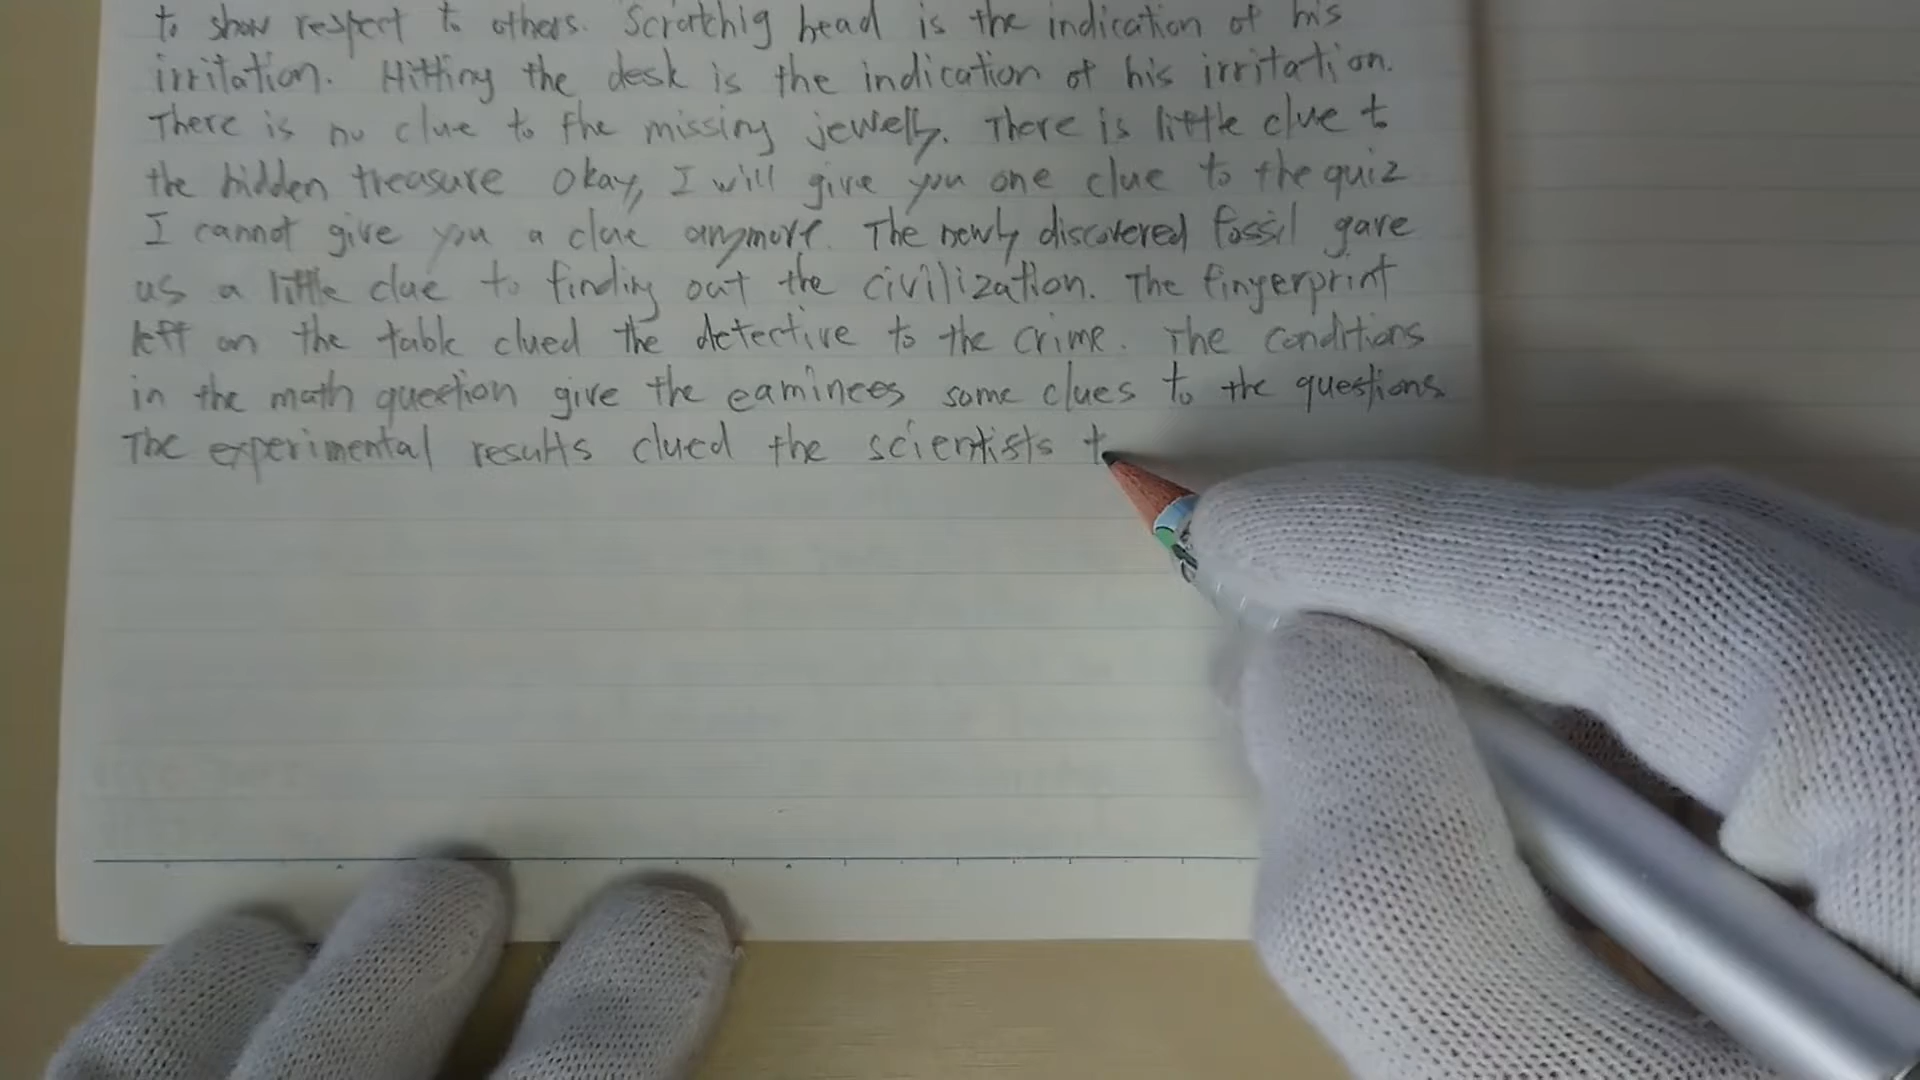 to show respect to others. Scratchig head is the indication of his
irritation. Hitting the desk is the indication of his irritation.
There is no clue to the missing jewelly. There is little clue to
the hidden treasure Okay, I will give you one clue to the quiz
I cannot give you a clue anymore. The newly discovered fossil gave
us a little clue to finding out the civilization. The fingerprint
left on the table clued the detective to the crime. The conditions
in the math question give the eaminees some clues to the questions
The experimental results clued the scientists t